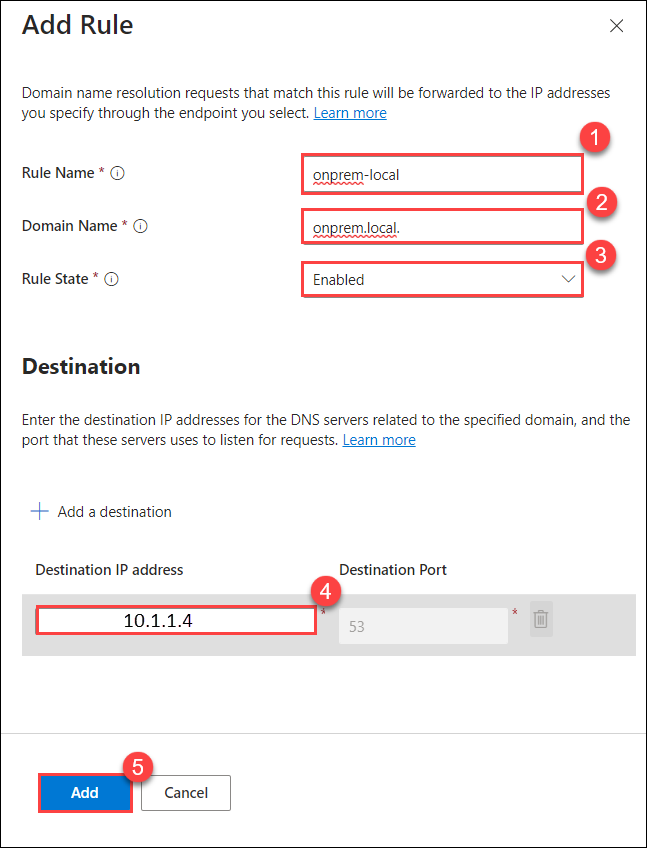 Add Rule
Domain name resolution requests that match this rule will be forwarded to the IP addresses
you specify through the endpoint you select. Learn more
1
Rule Name * onprem-local
2
Domain Name * onprem.local.
3
Rule State * Enabled
Destination
Enter the destination IP addresses for the DNS servers related to the specified domain, and the
port that these servers uses to listen for requests. Learn more
Add a destination
Destination IP address Destination Port
4
10.1.1.4 * 53 *
5
Add Cancel